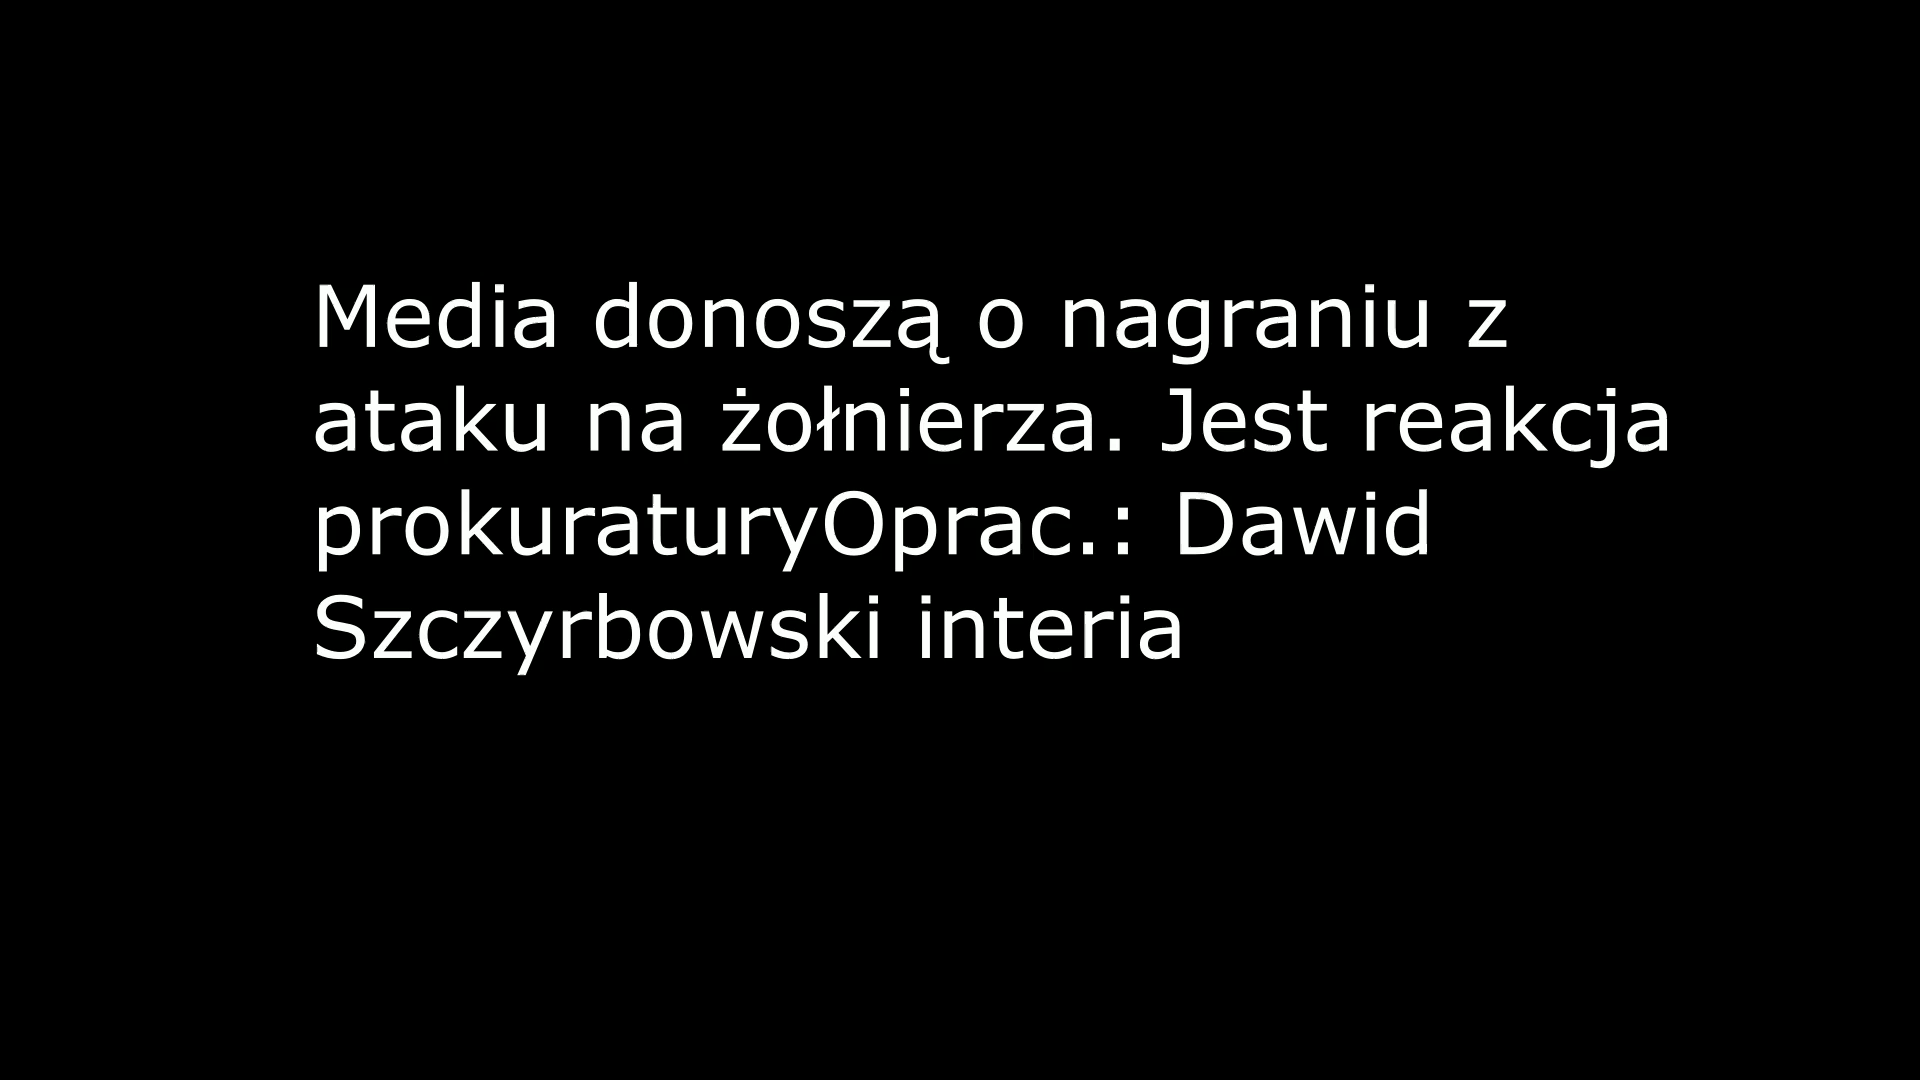 Media donoszą o nagraniu z
ataku na żołnierza. Jest reakcja
prokuraturyOprac.: Dawid
Szczyrbowski interia